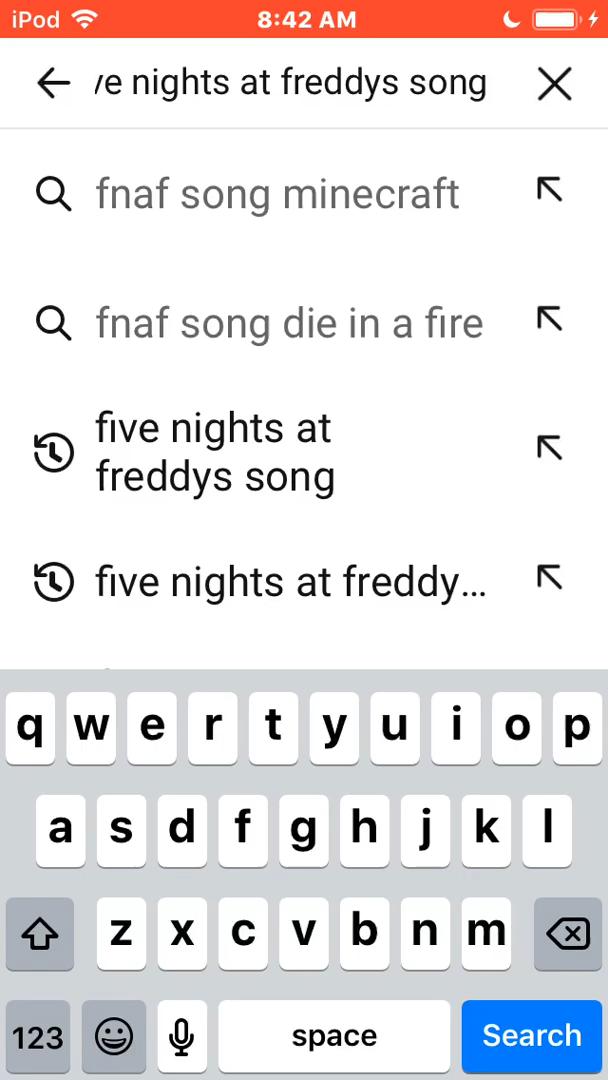 iPod 8:42 AM
ve nights at freddys song
fnaf song minecraft
fnaf song die in a fire
five nights at
freddys song
five nights at freddy...
q w e r t y u i o p
a s d f g h j k l
z x c v b n m
123 space Search